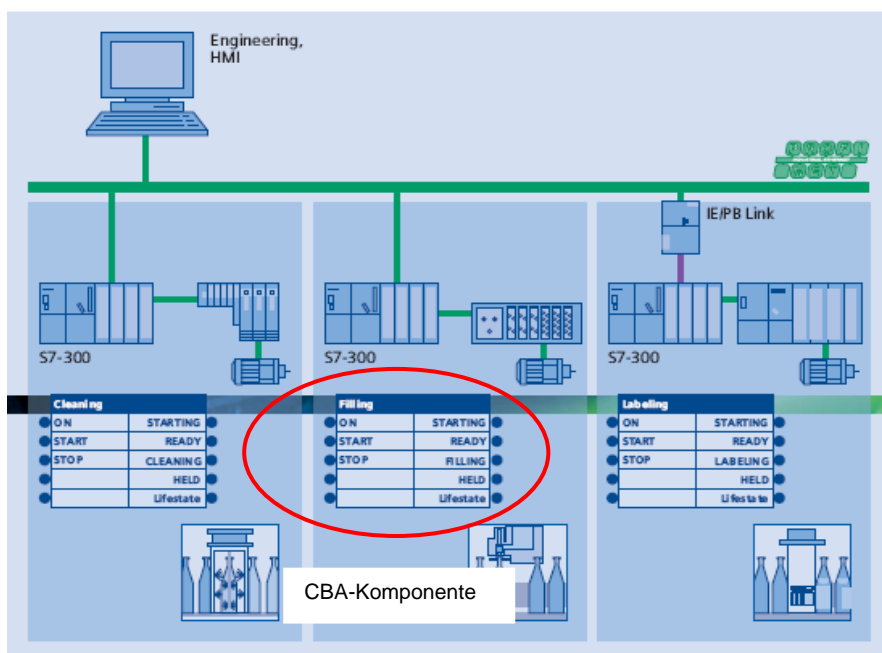 Engineering,
HMI
IE/PB Link
S7-300
S7-300
S7-300
Cleaning
ON STARTING
START READY
STOP CLEANING
HELD
Lifestate
Filling
ON STARTING
START READY
STOP FILLING
HELD
Lifestate
Labeling
ON STARTING
START READY
STOP LABELING
HELD
Lifestate
CBA-Komponente